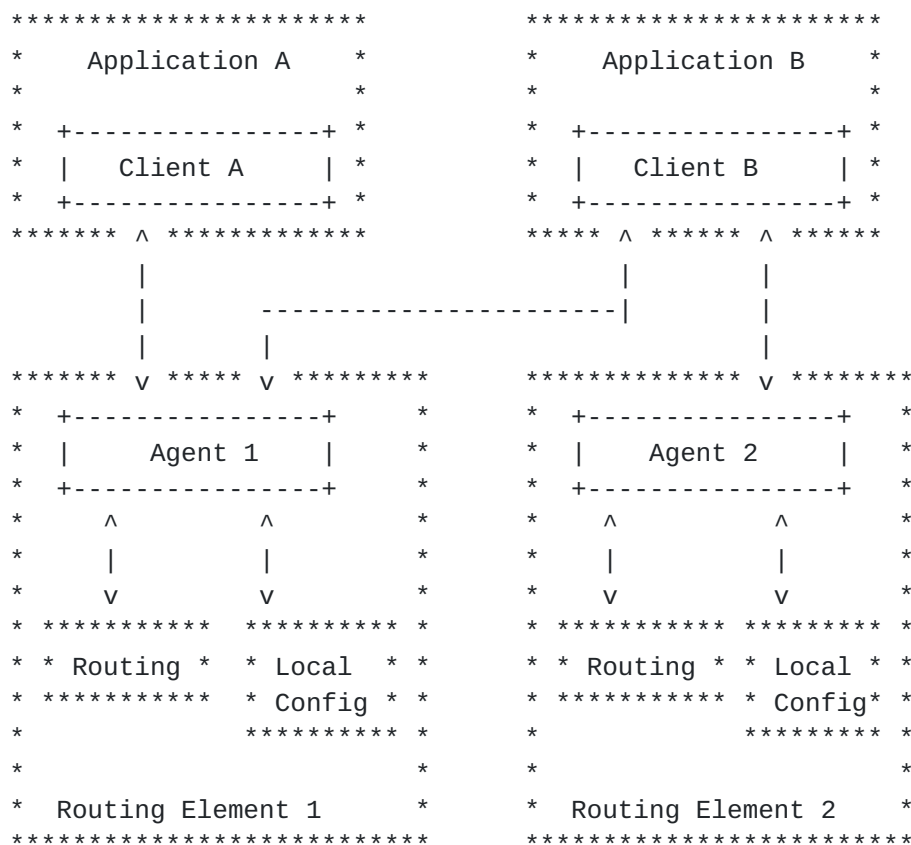 Application A Application B
Client A Client B
Agent 1 Agent 2
Routing Local Routing Local
Config Config
Routing Element 1 Routing Element 2